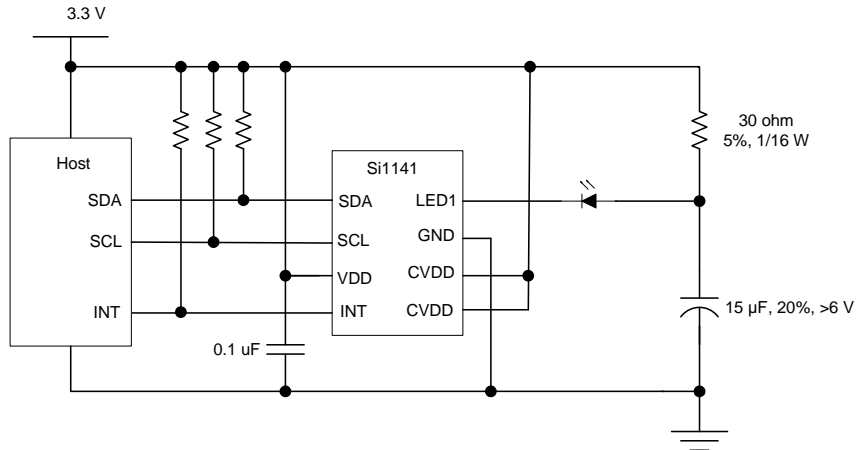 3.3 V
30 ohm
5%, 1/16 W
Host
Si1141
SDA
SDA
LED1
SCL
SCL
GND
VDD
CVDD
INT
INT
CVDD
15 µF, 20%, >6 V
0.1 uF